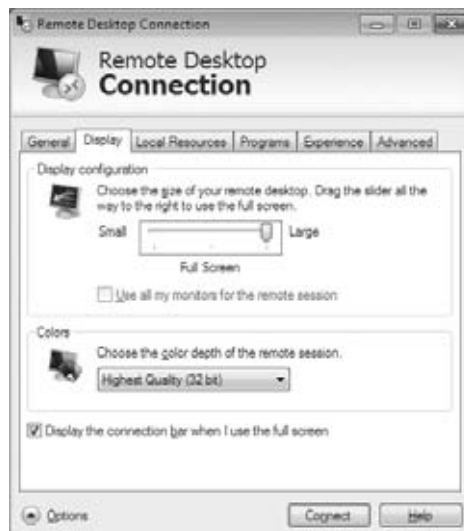 Remote Desktop Connection
Remote Desktop
Connection
General Display Local Resources Programs Experience Advanced
Display configuration
Choose the size of your remote desktop. Drag the slider all the
way to the right to use the full screen.
Small Large
Full Screen
Use all my monitors for the remote session
Colors
Choose the color depth of the remote session.
Highest Quality (32 bit)
Display the connection bar when I use the full screen
Options Connect Help